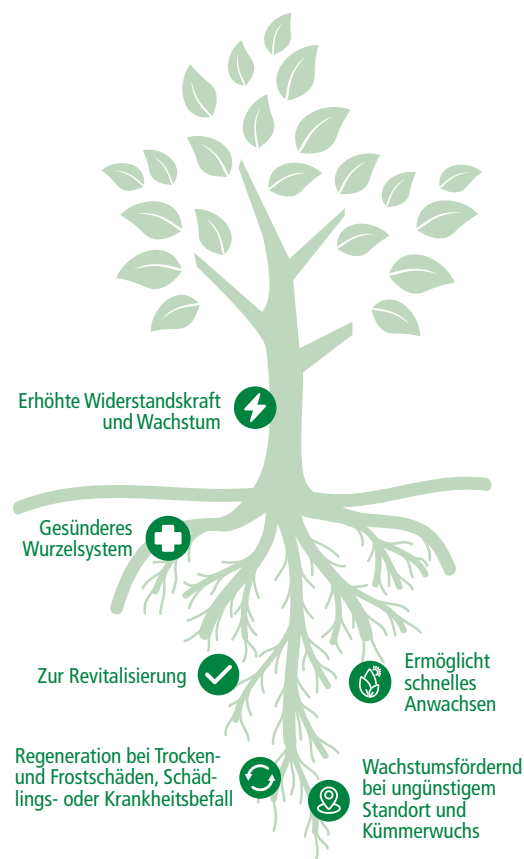 Erhöhte Widerstandskraft
und Wachstum
Gesünderes
Wurzelsystem
Zur Revitalisierung
Ermöglicht
schnelles
Anwachsen
Regeneration bei Trocken-
und Frostschäden, Schäd-
lings- oder Krankheitsbefall
Wachstumsfördernd
bei ungünstigem
Standort und
Kümmerwuchs